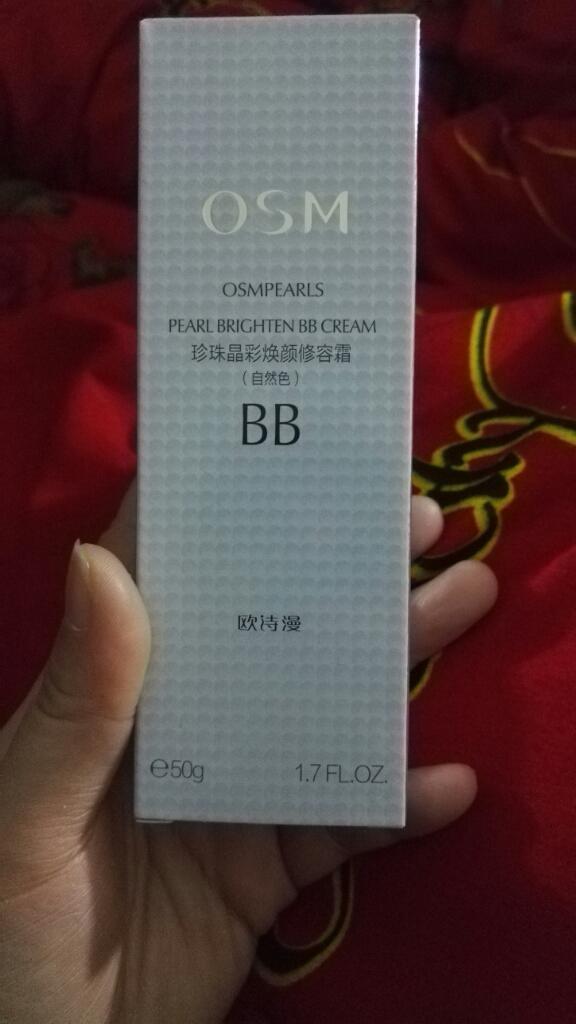 OSM
OSMPEARLS
PEARL BRIGHTEN BB CREAM
珍珠晶彩焕颜修容霜
（自然色）
BB
欧诗漫
℮50g 1.7 FL.OZ.